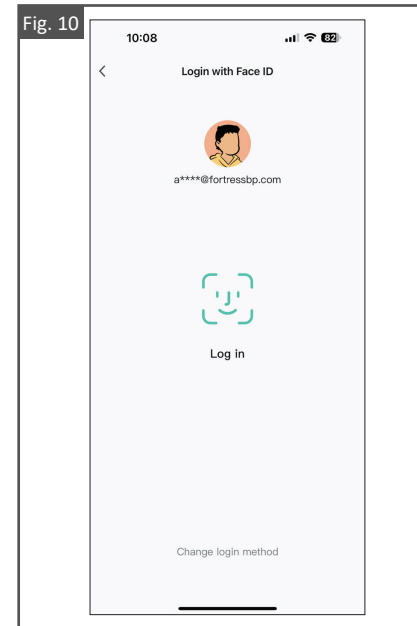 Fig. 10
10:08 82
Login with Face ID
a****@fortressbp.com
Log in
Change login method